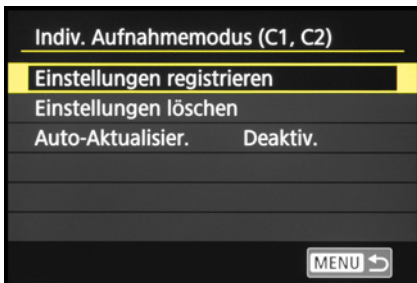 Indiv. Aufnahmemodus (C1, C2)
Einstellungen registrieren
Einstellungen löschen
Auto-Aktualisier. Deaktiv.
MENU